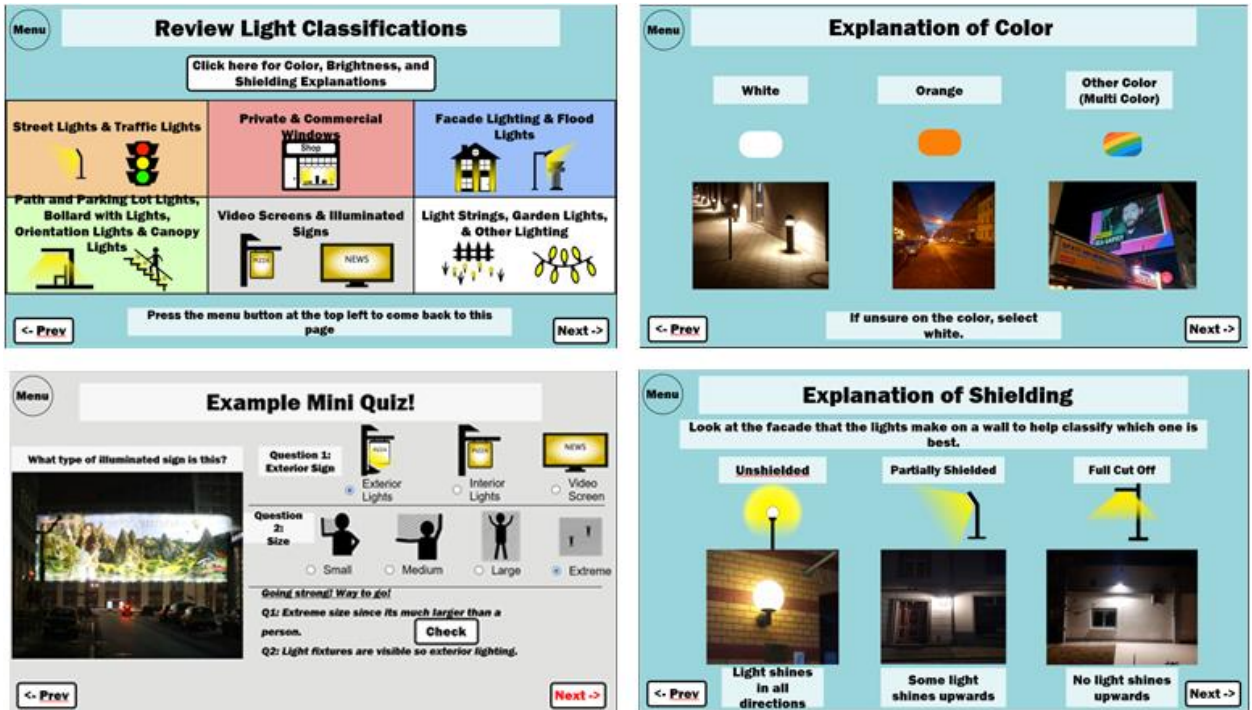 Menu
Review Light Classifications
Click here for Color, Brightness, and
Shielding Explanations
Street Lights & Traffic Lights
Private & Commercial
Windows
Shop
Facade Lighting & Flood
Lights
Path and Parking Lot Lights,
Bollard with Lights,
Orientation Lights & Canopy
Lights
Video Screens & Illuminated
Signs
PIZZA
NEWS
Light Strings, Garden Lights,
& Other Lighting
<- Prev
Press the menu button at the top left to come back to this
page
Next ->
Menu
Explanation of Color
White
Orange
Other Color
(Multi Color)
<- Prev
If unsure on the color, select
white.
Next ->
Menu
Example Mini Quiz!
What type of illuminated sign is this?
Question 1:
Exterior Sign
PIZZA
PIZZA
NEWS
Exterior
Lights
Interior
Lights
Video
Screen
Question
2:
Size
Small
Medium
Large
Extreme
Going strong! Way to go!
Q1: Extreme size since its much larger than a
person.
Check
Q2: Light fixtures are visible so exterior lighting.
<- Prev
Next ->
Menu
Explanation of Shielding
Look at the facade that the lights make on a wall to help classify which one is
best.
Unshielded
Partially Shielded
Full Cut Off
Light shines
in all
directions
Some light
shines upwards
No light shines
upwards
<- Prev
Next ->